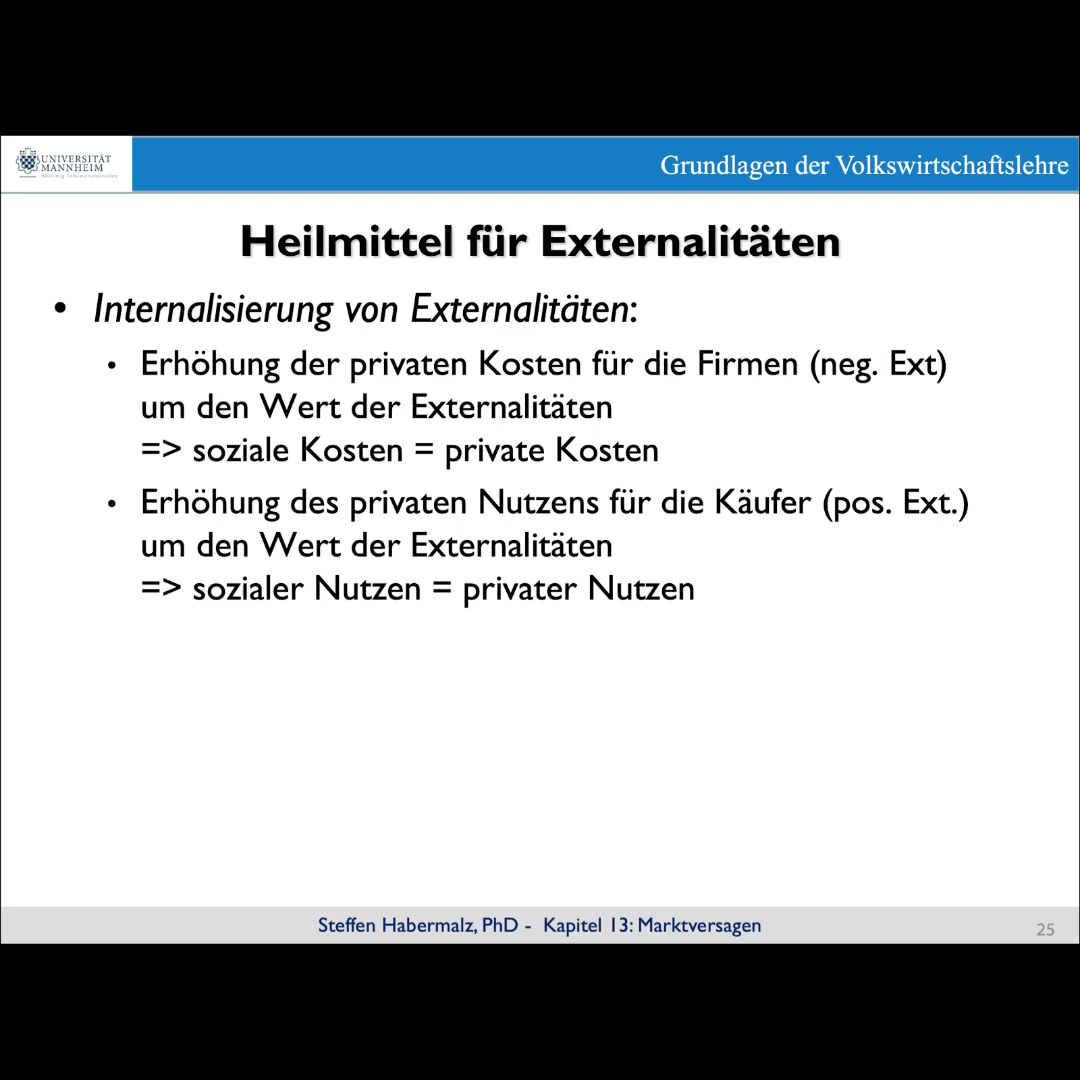 UNIVERSITÄT
MANNHEIM
Abteilung Volkswirtschaftslehre
Grundlagen der Volkswirtschaftslehre
Heilmittel für Externalitäten
• Internalisierung von Externalitäten:
• Erhöhung der privaten Kosten für die Firmen (neg. Ext)
um den Wert der Externalitäten
=> soziale Kosten = private Kosten
• Erhöhung des privaten Nutzens für die Käufer (pos. Ext.)
um den Wert der Externalitäten
=> sozialer Nutzen = privater Nutzen
Steffen Habermalz, PhD - Kapitel 13: Marktversagen
25